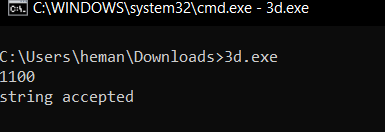 C:\WINDOWS\system32\cmd.exe - 3d.exe
C:\Users\heman\Downloads>3d.exe
1100
string accepted